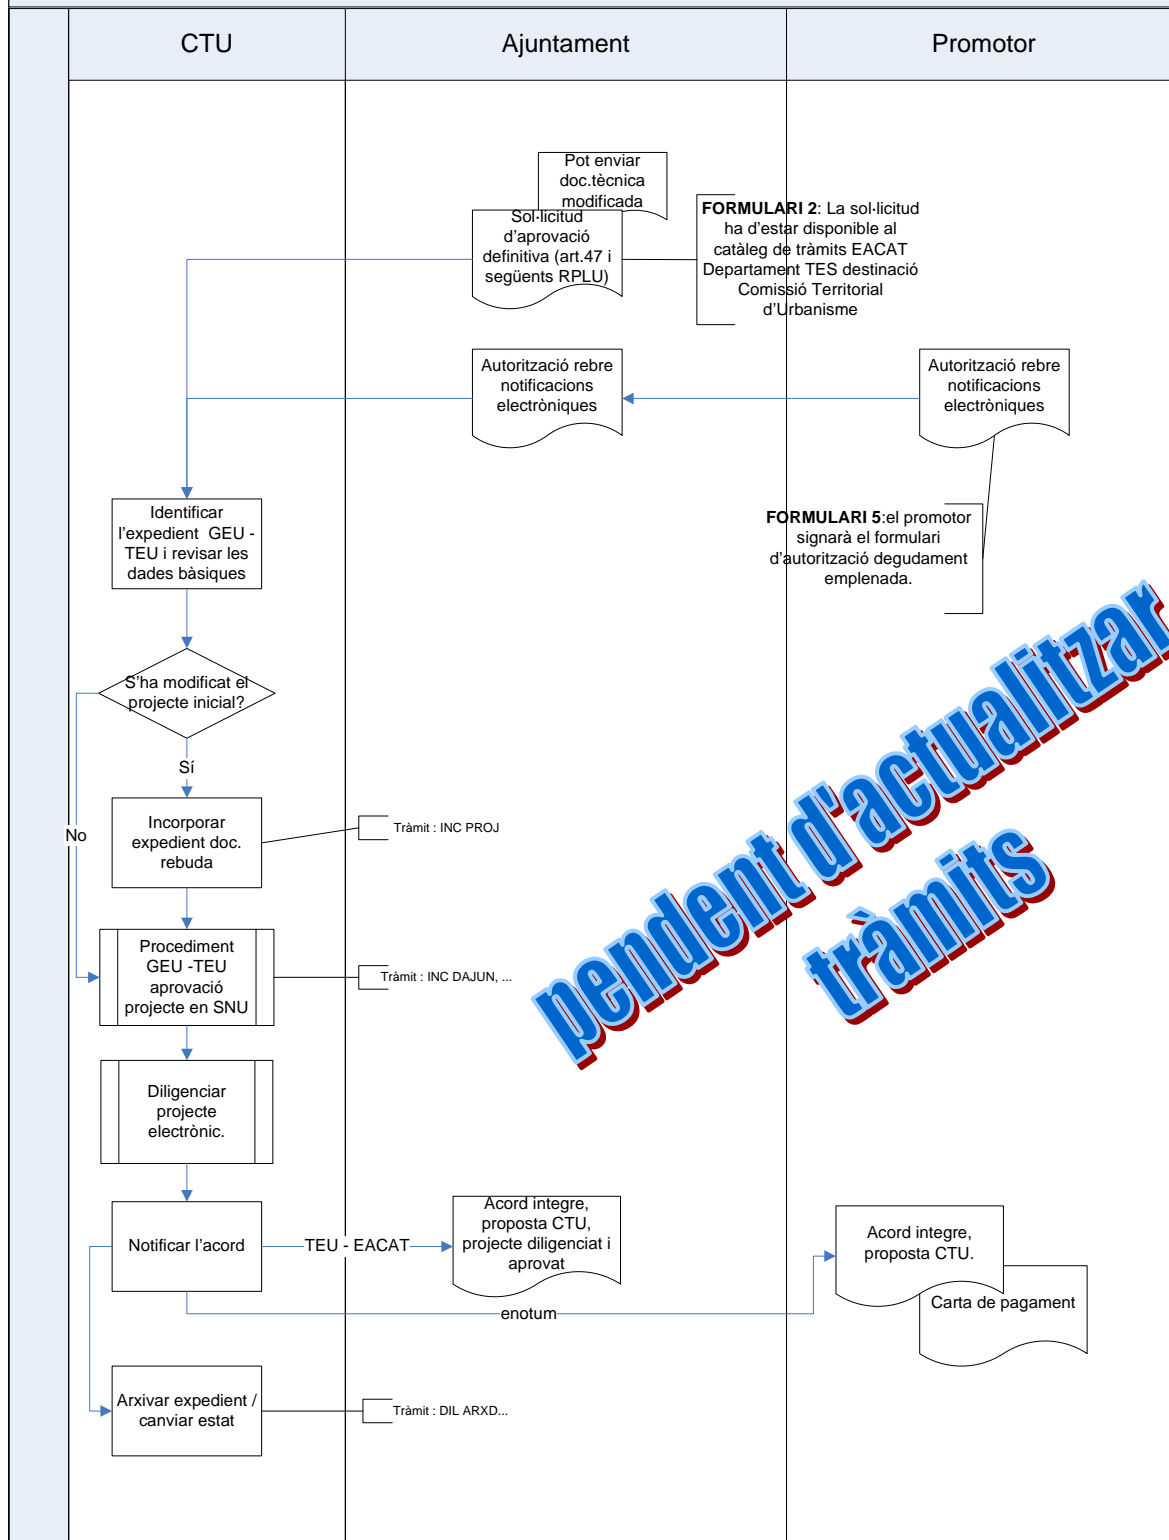 CTU
Ajuntament
Promotor
Pot enviar
doc.tècnica
modificada
Sol·licitud
d’aprovació
definitiva (art.47 i
següents RPLU)
FORMULARI 2: La sol·licitud
ha d’estar disponible al
catàleg de tràmits EACAT
Departament TES destinació
Comissió Territorial
d’Urbanisme
Autorització rebre
notificacions
electròniques
Autorització rebre
notificacions
electròniques
Identificar
l’expedient  GEU -
TEU i revisar les
dades bàsiques
FORMULARI 5:el promotor
signarà el formulari
d’autorització degudament
emplenada.
S’ha modificat el
projecte inicial?
Sí
No
Incorporar
expedient doc.
rebuda
Tràmit : INC PROJ
pendent d'actualitzar
tràmits
Procediment
GEU -TEU
aprovació
projecte en SNU
Tràmit : INC DAJUN, ...
Diligenciar
projecte
electrònic.
Notificar l’acord
TEU - EACAT
Acord integre,
proposta CTU,
projecte diligenciat i
aprovat
Acord integre,
proposta CTU.
enotum
Carta de pagament
Arxivar expedient /
canviar estat
Tràmit : DIL ARXD...